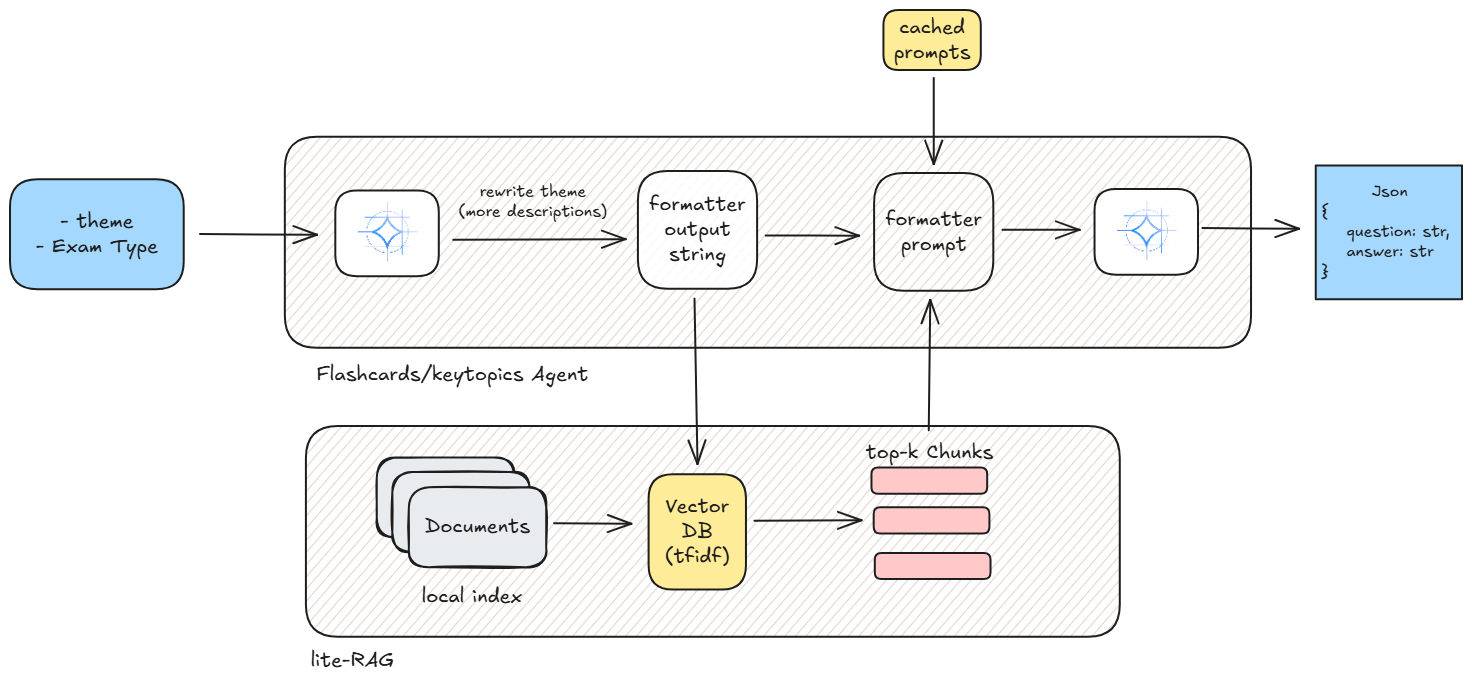 cached
prompts
- theme
- Exam Type
rewrite theme
(more descriptions)
formatter
output
string
formatter
prompt
Json
{
question: str,
answer: str
}
Flashcards/keytopics Agent
Documents
local index
Vector
DB
(tfidf)
top-k Chunks
lite-RAG